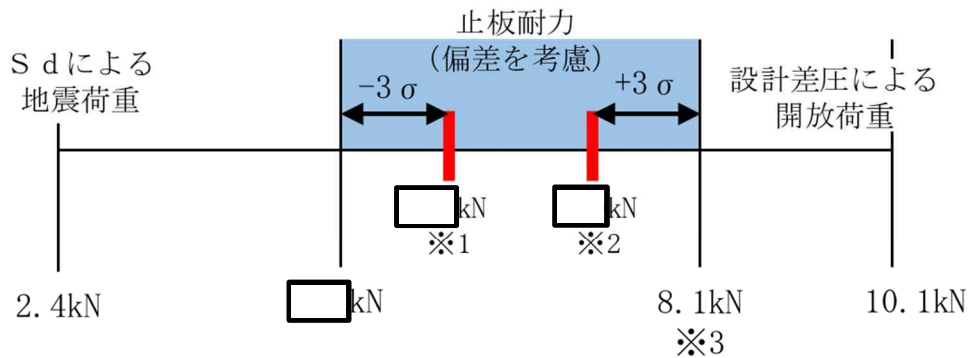 止板耐力
(偏差を考慮)
Ｓｄによる
地震荷重
−3σ
+3σ
設計差圧による
開放荷重
kN
※1
kN
※2
2.4kN
kN
8.1kN
※3
10.1kN